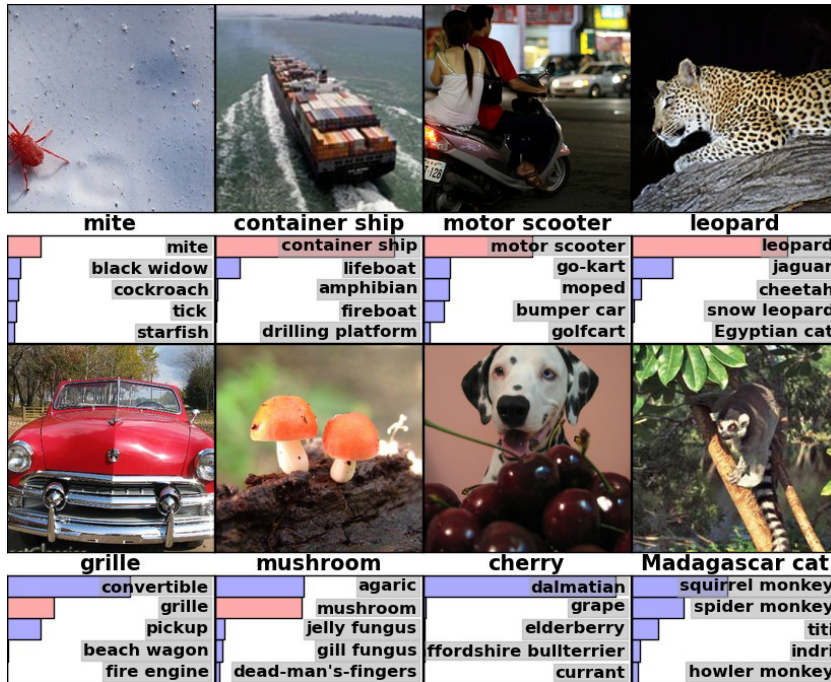 T-128
mite
container ship
motor scooter
leopard
mite
black widow
cockroach
tick
starfish
container ship
lifeboat
amphibian
fireboat
drilling platform
motor scooter
go-kart
moped
bumper car
golfcart
leopard
jaguar
cheetah
snow leopard
Egyptian cat
grille
mushroom
cherry
Madagascar cat
convertible
grille
pickup
beach wagon
fire engine
agaric
mushroom
jelly fungus
gill fungus
dead-man's-fingers
dalmatian
grape
elderberry
ffordshire bullterrier
currant
squirrel monkey
spider monkey
titi
indri
howler monkey